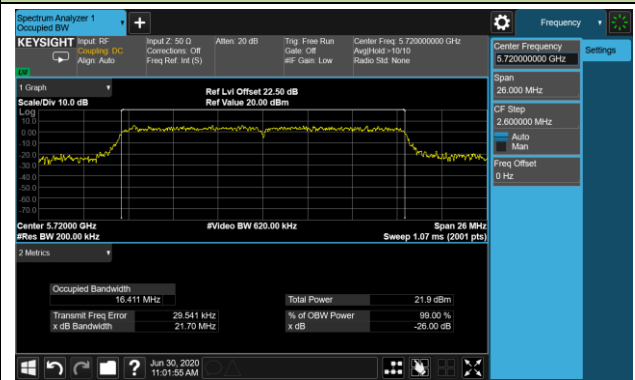 Spectrum Analyzer 1
Occupied BW
+
Frequency
KEYSIGHT
Input: RF
Coupling: DC
Align: Auto
Input Z: 50 Ω
Corrections: Off
Freq Ref: Int (S)
Atten: 20 dB
Trig: Free Run
Gate: Off
#IF Gain: Low
Center Freq: 5.720000000 GHz
Avg|Hold:>10/10
Radio Std: None
Center Frequency
5.720000000 GHz
Settings
Span
26.000 MHz
CF Step
2.600000 MHz
Auto
Man
Freq Offset
0 Hz
1 Graph
Scale/Div 10.0 dB
Ref Lvl Offset 22.50 dB
Ref Value 20.00 dBm
Log
10.0
0.00
-10.0
-20.0
-30.0
-40.0
-50.0
-60.0
-70.0
Center 5.72000 GHz
#Res BW 200.00 kHz
#Video BW 620.00 kHz
Span 26 MHz
Sweep 1.07 ms (2001 pts)
2 Metrics
Occupied Bandwidth
16.411 MHz
Total Power 21.9 dBm
Transmit Freq Error 29.541 kHz
% of OBW Power 99.00 %
x dB Bandwidth 21.70 MHz
x dB -26.00 dB
?
Jun 30, 2020
11:01:55 AM